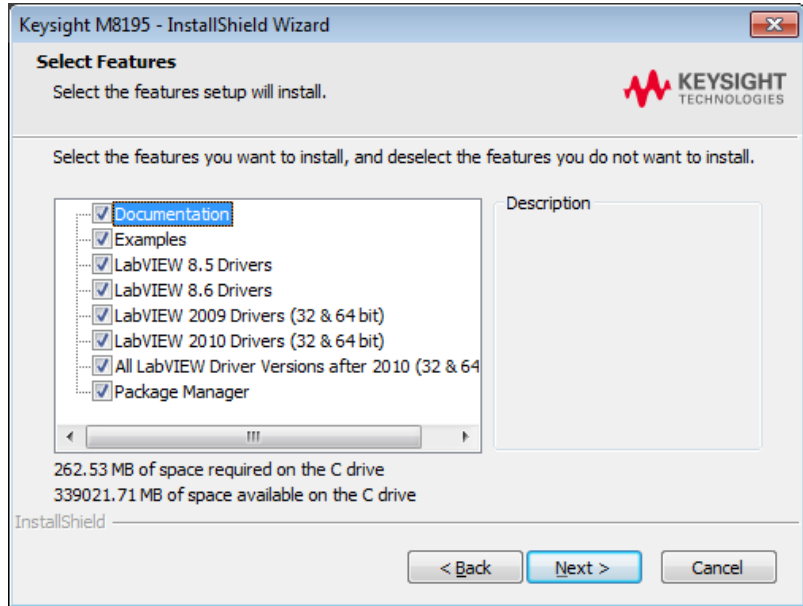 Keysight M8195 - InstallShield Wizard
Select Features
Select the features setup will install.
KEYSIGHT
TECHNOLOGIES
Select the features you want to install, and deselect the features you do not want to install.
Documentation
Examples
LabVIEW 8.5 Drivers
LabVIEW 8.6 Drivers
LabVIEW 2009 Drivers (32 & 64 bit)
LabVIEW 2010 Drivers (32 & 64 bit)
All LabVIEW Driver Versions after 2010 (32 & 64
Package Manager
Description
262.53 MB of space required on the C drive
339021.71 MB of space available on the C drive
InstallShield
< Back Next > Cancel